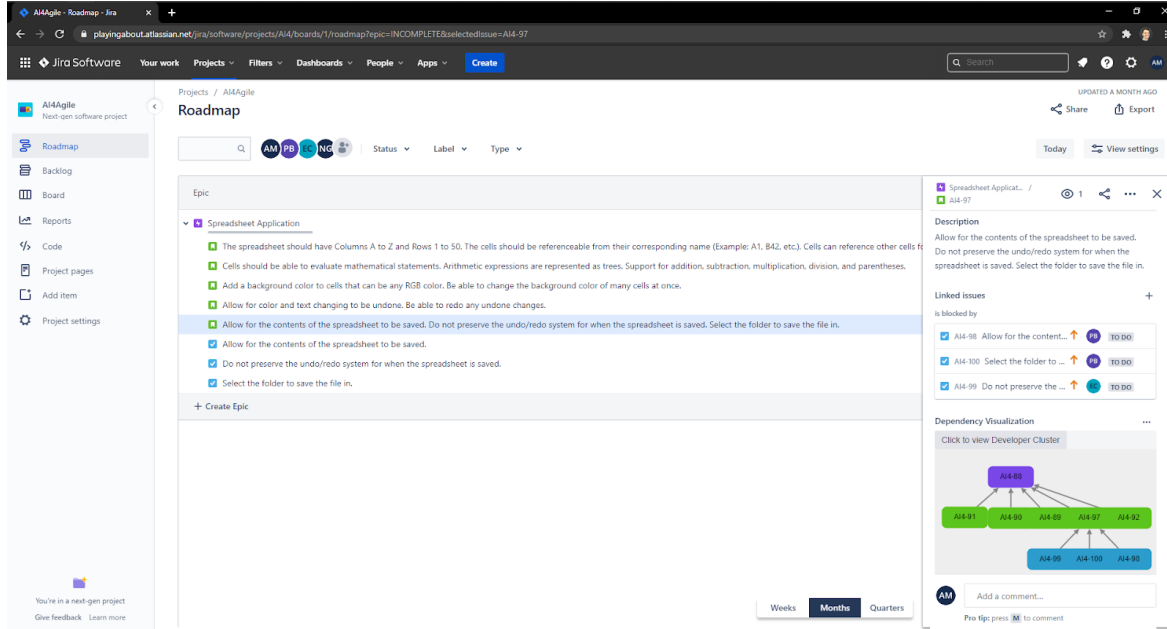 AI4Agile - Roadmap - Jira
playingabout.atlassian.net/jira/software/projects/AI4/boards/1/roadmap?epic=INCOMPLETE&selectedIssue=AI4-97
Jira Software Your work Projects Filters Dashboards People Apps Create Search AM
AI4Agile
Next-gen software project
Roadmap
Backlog
Board
Reports
Code
Project pages
Add item
Project settings
You're in a next-gen project
Give feedback Learn more
Projects / AI4Agile
UPDATED A MONTH AGO
Roadmap
Share Export
AM PB EC NG Status Label Type
Today View settings
Epic
Spreadsheet Application
The spreadsheet should have Columns A to Z and Rows 1 to 50. The cells should be referenceable from their corresponding name (Example: A1, B42, etc.). Cells can reference other cells fo
Cells should be able to evaluate mathematical statements. Arithmetic expressions are represented as trees. Support for addition, subtraction, multiplication, division, and parentheses.
Add a background color to cells that can be any RGB color. Be able to change the background color of many cells at once.
Allow for color and text changing to be undone. Be able to redo any undone changes.
Allow for the contents of the spreadsheet to be saved. Do not preserve the undo/redo system for when the spreadsheet is saved. Select the folder to save the file in.
Allow for the contents of the spreadsheet to be saved.
Do not preserve the undo/redo system for when the spreadsheet is saved.
Select the folder to save the file in.
+ Create Epic
Weeks Months Quarters
Spreadsheet Applicat... /
AI4-97
1
Description
Allow for the contents of the spreadsheet to be saved.
Do not preserve the undo/redo system for when the
spreadsheet is saved. Select the folder to save the file in.
Linked issues
is blocked by
AI4-98 Allow for the content... PB TO DO
AI4-100 Select the folder to ... PB TO DO
AI4-99 Do not preserve the ... EC TO DO
Dependency Visualization
Click to view Developer Cluster
AI4-88
AI4-91 AI4-90 AI4-89 AI4-97 AI4-92
AI4-99 AI4-100 AI4-98
AM Add a comment...
Pro tip: press M to comment